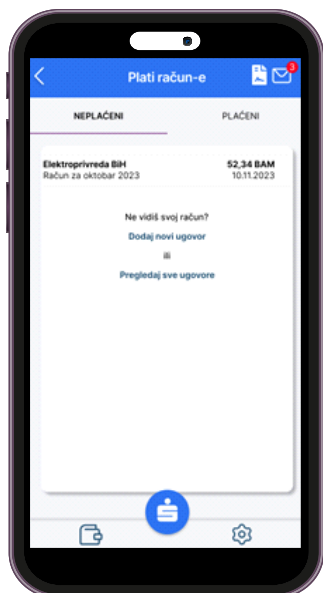 Plati račun-e
3
NEPLAĆENI
PLAĆENI
Elektroprivreda BiH
52,34 BAM
Račun za oktobar 2023
10.11.2023
Ne vidiš svoj račun?
Dodaj novi ugovor
ili
Pregledaj sve ugovore